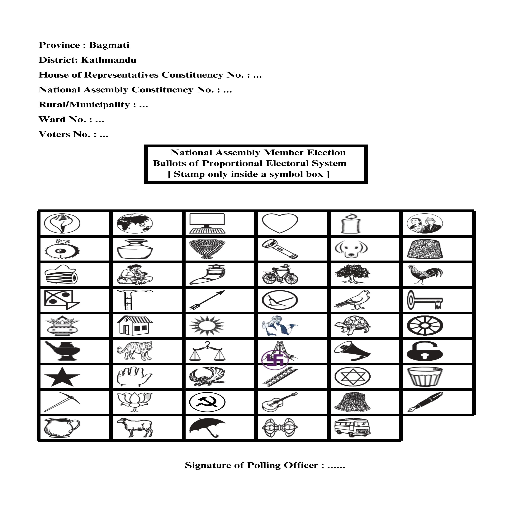 Province : Bagmati
District: Kathmandu
House of Representatives Constituency No. : ...
National Assembly Constituency No. : ...
Rural/Municipality : ...
Ward No. : ...
Voters No. : ...
National Assembly Member Election
Ballots of Proportional Electoral System
[ Stamp only inside a symbol box ]
Signature of Polling Officer : ......